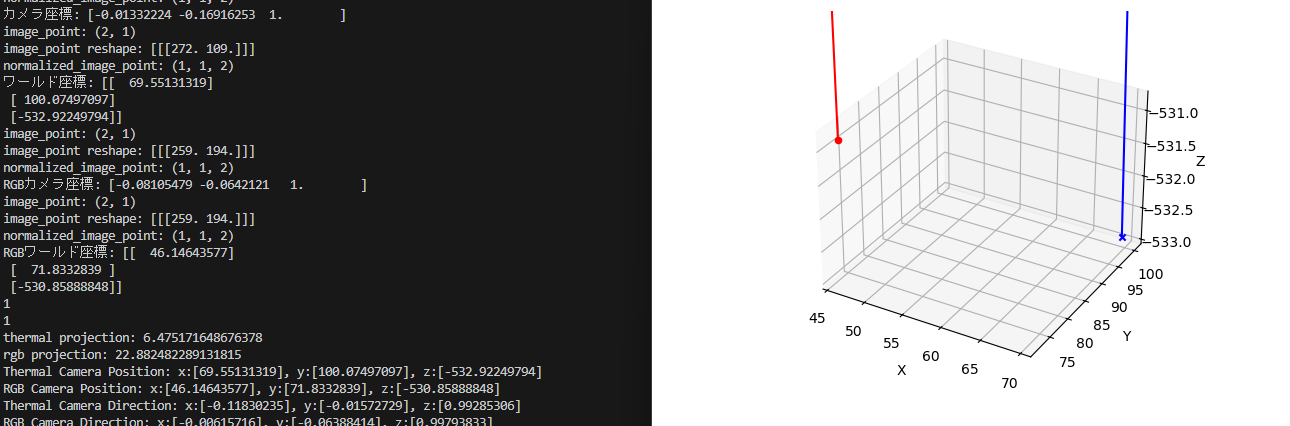 normalized_image_point: (1, 1, 2)
カメラ座標: [-0.01332224 -0.16916253  1.        ]
image_point: (2, 1)
image_point reshape: [[[272. 109.]]]
normalized_image_point: (1, 1, 2)
ワールド座標: [[  69.55131319]
 [ 100.07497097]
 [-532.92249794]]
image_point: (2, 1)
image_point reshape: [[[259. 194.]]]
normalized_image_point: (1, 1, 2)
RGBカメラ座標: [-0.08105479 -0.0642121   1.        ]
image_point: (2, 1)
image_point reshape: [[[259. 194.]]]
normalized_image_point: (1, 1, 2)
RGBワールド座標: [[  46.14643577]
 [  71.8332839 ]
 [-530.85888848]]
1
1
thermal projection: 6.475171648676378
rgb projection: 22.882482289131815
Thermal Camera Position: x:[69.55131319], y:[100.07497097], z:[-532.92249794]
RGB Camera Position: x:[46.14643577], y:[71.8332839], z:[-530.85888848]
Thermal Camera Direction: x:[-0.11830235], y:[-0.01572729], z:[0.99285306]
RGB Camera Direction: x:[-0.00615716], y:[-0.06388414], z:[0.99793833]
−531.0
−531.5
Z
−532.0
−532.5
−533.0
100
95
90
85
Y
80
75
45
50
55
60
65
70
X